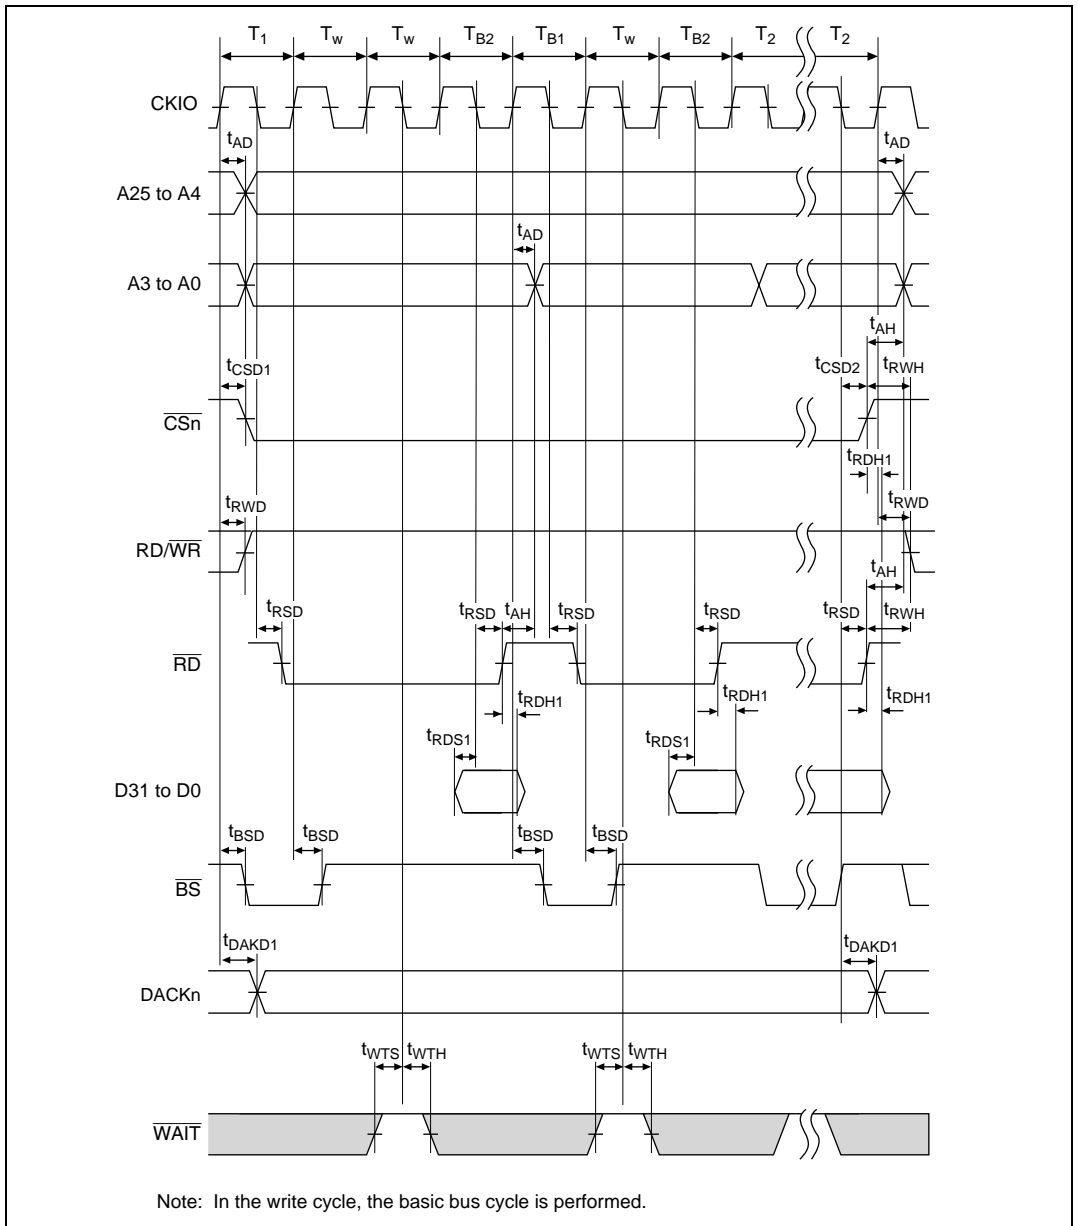 T1 Tw Tw TB2 TB1 Tw TB2 T2 T2
CKIO
tAD tAD
A25 to A4
tAD
A3 to A0
tAH
tCSD1 tCSD2 tRWH
CSn
tRDH1
tRWD tRWD
RD/WR
tAH
tRSD tRSD tAH tRSD tRSD tRSD tRWH
RD
tRDH1 tRDH1 tRDH1
tRDS1 tRDS1
D31 to D0
tBSD tBSD tBSD tBSD
BS
tDAKD1 tDAKD1
DACKn
tWTS tWTH tWTS tWTH
WAIT
Note: In the write cycle, the basic bus cycle is performed.